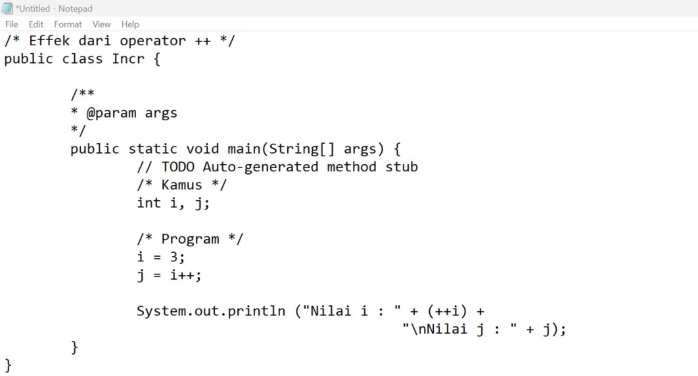 *Untitled - Notepad
File Edit Format View Help
/* Effek dari operator ++ */
public class Incr {
/**
* @param args
*/
public static void main(String[] args) {
// TODO Auto-generated method stub
/* Kamus */
int i, j;
/* Program */
i = 3;
j = i++;
System.out.println ("Nilai i : " + (++i) +
"\nNilai j : " + j);
}
}